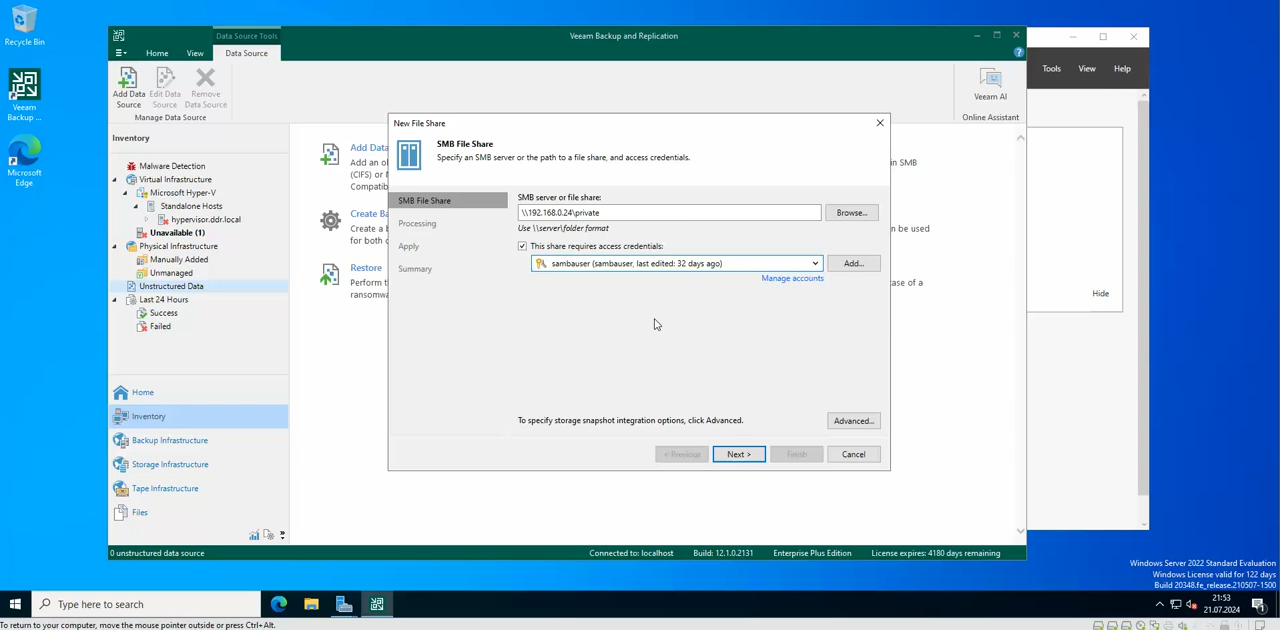 Recycle Bin
Veeam
Backup ...
Microsoft
Edge
Data Source Tools
Veeam Backup and Replication
Home
View
Data Source
Add Data
Source
Edit Data
Source
Remove
Data Source
Manage Data Source
Veeam AI
Online Assistant
Tools
View
Help
Hide
Inventory
Malware Detection
Virtual Infrastructure
Microsoft Hyper-V
Standalone Hosts
hypervisor.ddr.local
Unavailable (1)
Physical Infrastructure
Manually Added
Unmanaged
Unstructured Data
Last 24 Hours
Success
Failed
Home
Inventory
Backup Infrastructure
Storage Infrastructure
Tape Infrastructure
Files
Add Data
Add an o
(CIFS) or N
Compatib
in SMB
Create Ba
Create a b
for both c
n be used
Restore
Perform th
ransomwa
case of a
New File Share
SMB File Share
Specify an SMB server or the path to a file share, and access credentials.
SMB File Share
Processing
Apply
Summary
SMB server or file share:
\\192.168.0.24\private
Browse...
Use \\server\folder format
This share requires access credentials:
sambauser (sambauser, last edited: 32 days ago)
Add...
Manage accounts
To specify storage snapshot integration options, click Advanced.
Advanced...
< Previous
Next >
Finish
Cancel
0 unstructured data source
Connected to: localhost
Build: 12.1.0.2131
Enterprise Plus Edition
License expires: 4180 days remaining
Windows Server 2022 Standard Evaluation
Windows License valid for 122 days
Build 20348.fe_release.210507-1500
Type here to search
21:53
21.07.2024
1
To return to your computer, move the mouse pointer outside or press Ctrl+Alt.